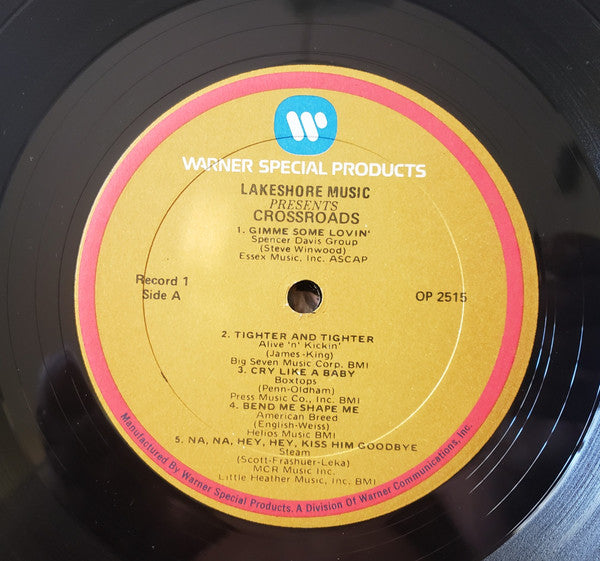 WARNER SPECIAL PRODUCTS
LAKESHORE MUSIC
PRESENTS
CROSSROADS
1. GIMME SOME LOVIN'
Spencer Davis Group
(Steve Winwood)
Essex Music, Inc. ASCAP
Record 1
Side A
OP 2515
2. TIGHTER AND TIGHTER
Alive 'n' Kickin'
(James-King)
Big Seven Music Corp. BMI
3. CRY LIKE A BABY
Boxtops
(Penn-Oldham)
Press Music Co., Inc. BMI
4. BEND ME SHAPE ME
American Breed
(English-Weiss)
Helios Music BMI
5. NA, NA, HEY, HEY, KISS HIM GOODBYE
Steam
(Scott-Frashuer-Leka)
MCR Music Inc.
Little Heather Music, Inc. BMI
Manufactured By Warner Special Products. A Division Of Warner Communications, Inc.